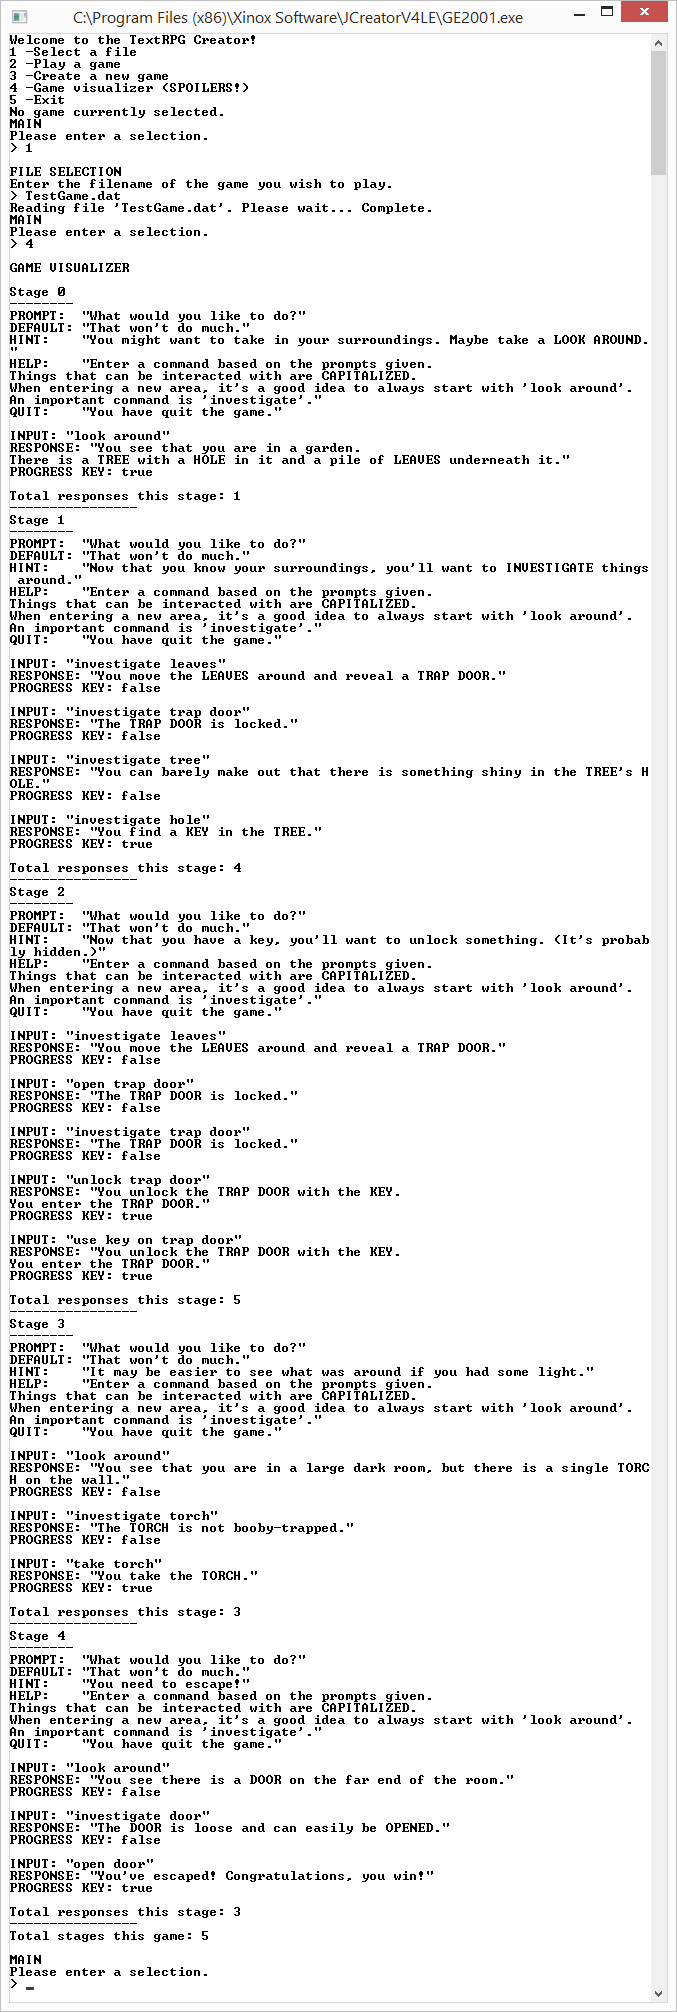 C:\Program Files (x86)\Xinox Software\JCreatorV4LE\GE2001.exe
Welcome to the TextRPG Creator!
1 -Select a file
2 -Play a game
3 -Create a new game
4 -Game visualizer (SPOILERS!)
5 -Exit
No game currently selected.
MAIN
Please enter a selection.
> 1
FILE SELECTION
Enter the filename of the game you wish to play.
> TestGame.dat
Reading file 'TestGame.dat'. Please wait... Complete.
MAIN
Please enter a selection.
> 4
GAME VISUALIZER
Stage 0
--------
PROMPT:  "What would you like to do?"
DEFAULT: "That won't do much."
HINT:    "You might want to take in your surroundings. Maybe take a LOOK AROUND.
"
HELP:    "Enter a command based on the prompts given.
Things that can be interacted with are CAPITALIZED.
When entering a new area, it's a good idea to always start with 'look around'.
An important command is 'investigate'."
QUIT:    "You have quit the game."
INPUT: "look around"
RESPONSE: "You see that you are in a garden.
There is a TREE with a HOLE in it and a pile of LEAVES underneath it."
PROGRESS KEY: true
Total responses this stage: 1
----------------
Stage 1
--------
PROMPT:  "What would you like to do?"
DEFAULT: "That won't do much."
HINT:    "Now that you know your surroundings, you'll want to INVESTIGATE things
 around."
HELP:    "Enter a command based on the prompts given.
Things that can be interacted with are CAPITALIZED.
When entering a new area, it's a good idea to always start with 'look around'.
An important command is 'investigate'."
QUIT:    "You have quit the game."
INPUT: "investigate leaves"
RESPONSE: "You move the LEAVES around and reveal a TRAP DOOR."
PROGRESS KEY: false
INPUT: "investigate trap door"
RESPONSE: "The TRAP DOOR is locked."
PROGRESS KEY: false
INPUT: "investigate tree"
RESPONSE: "You can barely make out that there is something shiny in the TREE's H
OLE."
PROGRESS KEY: false
INPUT: "investigate hole"
RESPONSE: "You find a KEY in the TREE."
PROGRESS KEY: true
Total responses this stage: 4
----------------
Stage 2
--------
PROMPT:  "What would you like to do?"
DEFAULT: "That won't do much."
HINT:    "Now that you have a key, you'll want to unlock something. (It's probab
ly hidden.)"
HELP:    "Enter a command based on the prompts given.
Things that can be interacted with are CAPITALIZED.
When entering a new area, it's a good idea to always start with 'look around'.
An important command is 'investigate'."
QUIT:    "You have quit the game."
INPUT: "investigate leaves"
RESPONSE: "You move the LEAVES around and reveal a TRAP DOOR."
PROGRESS KEY: false
INPUT: "open trap door"
RESPONSE: "The TRAP DOOR is locked."
PROGRESS KEY: false
INPUT: "investigate trap door"
RESPONSE: "The TRAP DOOR is locked."
PROGRESS KEY: false
INPUT: "unlock trap door"
RESPONSE: "You unlock the TRAP DOOR with the KEY.
You enter the TRAP DOOR."
PROGRESS KEY: true
INPUT: "use key on trap door"
RESPONSE: "You unlock the TRAP DOOR with the KEY.
You enter the TRAP DOOR."
PROGRESS KEY: true
Total responses this stage: 5
----------------
Stage 3
--------
PROMPT:  "What would you like to do?"
DEFAULT: "That won't do much."
HINT:    "It may be easier to see what was around if you had some light."
HELP:    "Enter a command based on the prompts given.
Things that can be interacted with are CAPITALIZED.
When entering a new area, it's a good idea to always start with 'look around'.
An important command is 'investigate'."
QUIT:    "You have quit the game."
INPUT: "look around"
RESPONSE: "You see that you are in a large dark room, but there is a single TORC
H on the wall."
PROGRESS KEY: false
INPUT: "investigate torch"
RESPONSE: "The TORCH is not booby-trapped."
PROGRESS KEY: false
INPUT: "take torch"
RESPONSE: "You take the TORCH."
PROGRESS KEY: true
Total responses this stage: 3
----------------
Stage 4
--------
PROMPT:  "What would you like to do?"
DEFAULT: "That won't do much."
HINT:    "You need to escape!"
HELP:    "Enter a command based on the prompts given.
Things that can be interacted with are CAPITALIZED.
When entering a new area, it's a good idea to always start with 'look around'.
An important command is 'investigate'."
QUIT:    "You have quit the game."
INPUT: "look around"
RESPONSE: "You see there is a DOOR on the far end of the room."
PROGRESS KEY: false
INPUT: "investigate door"
RESPONSE: "The DOOR is loose and can easily be OPENED."
PROGRESS KEY: false
INPUT: "open door"
RESPONSE: "You've escaped! Congratulations, you win!"
PROGRESS KEY: true
Total responses this stage: 3
----------------
Total stages this game: 5
MAIN
Please enter a selection.
> _